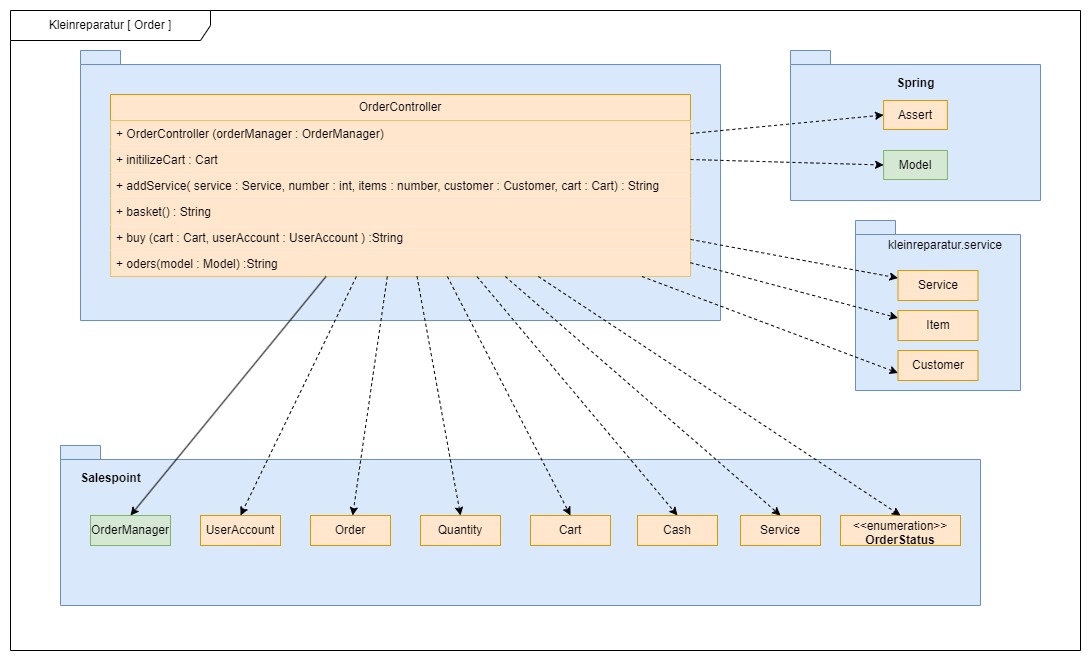 Kleinreparatur [ Order ]
OrderController
+ OrderController (orderManager : OrderManager)
+ initilizeCart : Cart
+ addService( service : Service, number : int, items : number, customer : Customer, cart : Cart) : String
+ basket() : String
+ buy (cart : Cart, userAccount : UserAccount ) :String
+ oders(model : Model) :String
Spring
Assert
Model
kleinreparatur.service
Service
Item
Customer
Salespoint
OrderManager
UserAccount
Order
Quantity
Cart
Cash
Service
<<enumeration>>
OrderStatus